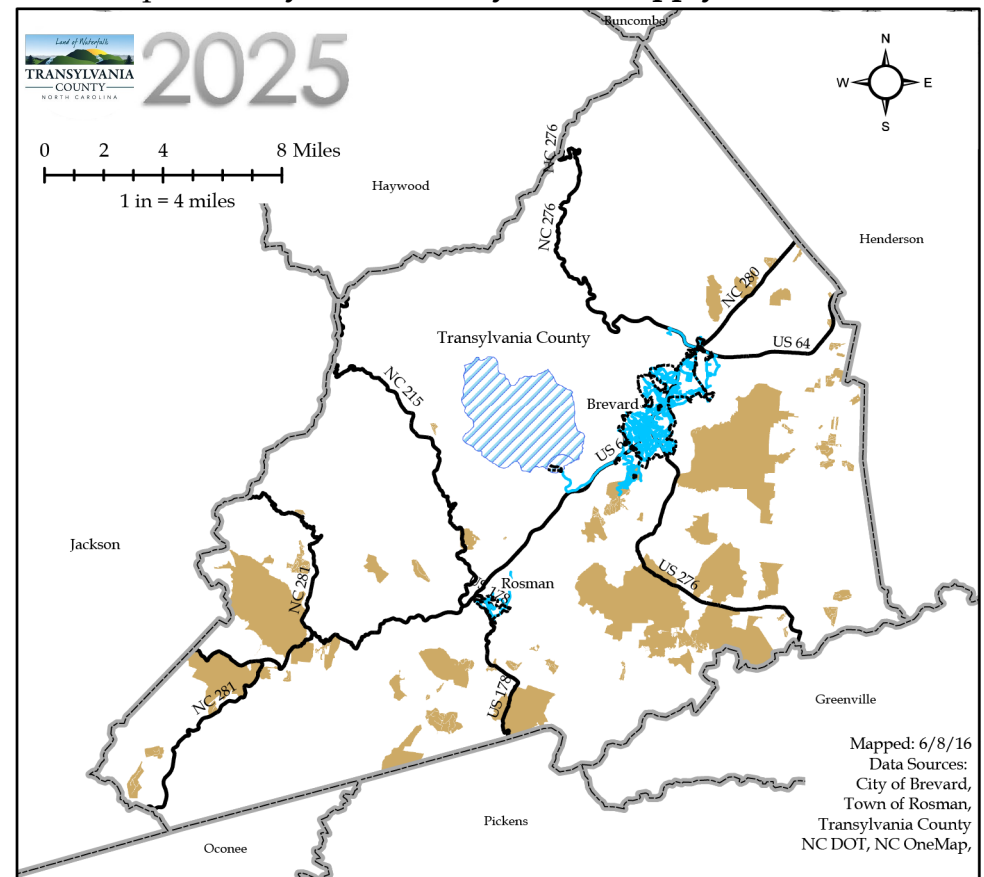 Buncombe
Land of Waterfalls
TRANSYLVANIA
COUNTY
NORTH CAROLINA
2025
N
W E
S
0 2 4 8 Miles
1 in = 4 miles
Haywood
NC 276
NC 276
Henderson
NC 280
US 64
Transylvania County
NC 215
Brevard
US 6
Jackson
NC 281
US 178
Rosman
US 276
NC 281
US 178
Greenville
Mapped: 6/8/16
Data Sources:
City of Brevard,
Town of Rosman,
Transylvania County
NC DOT, NC OneMap,
Pickens
Oconee